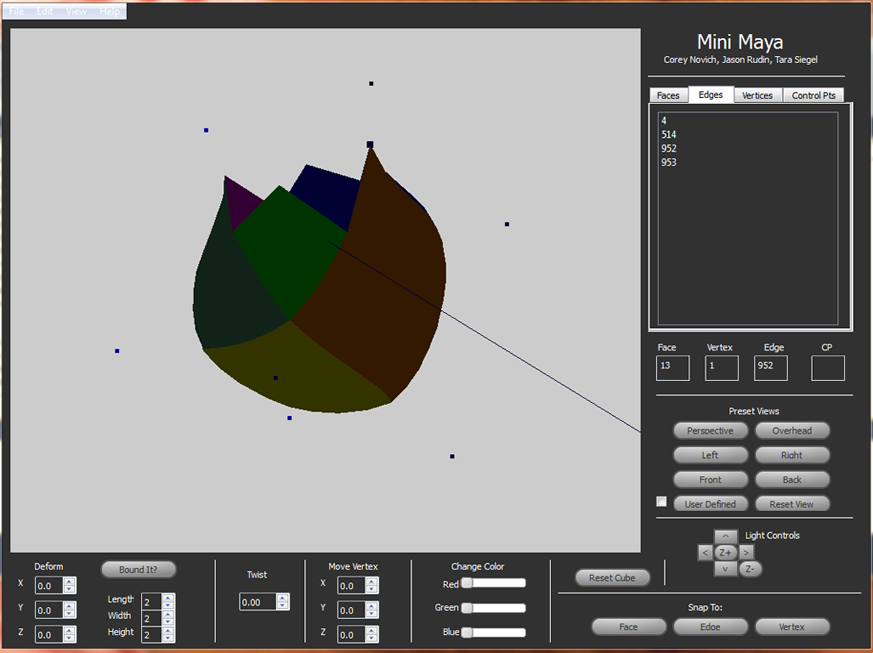 File Edit View Help
Mini Maya
Corey Novich, Jason Rudin, Tara Siegel
Faces Edges Vertices Control Pts
4
514
952
953
Face Vertex Edge CP
13 1 952
Preset Views
Perspective Overhead
Left Right
Front Back
User Defined Reset View
Light Controls
^
< Z+ >
v Z-
Deform
X 0.0
Y 0.0
Z 0.0
Bound It?
Length 2
Width 2
Height 2
Twist
0.00
Move Vertex
X 0.0
Y 0.0
Z 0.0
Change Color
Red
Green
Blue
Reset Cube
Snap To:
Face Edge Vertex